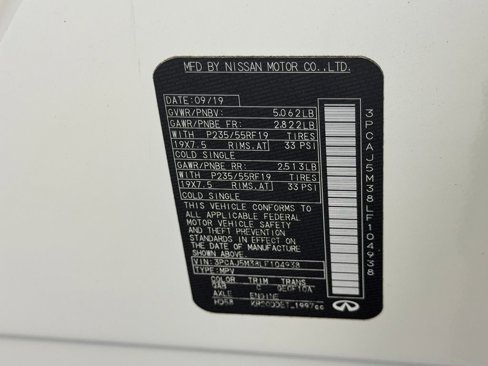 MFD BY NISSAN MOTOR CO.,LTD.
DATE:09/19
GVWR/PNBV: 5,062LB
GAWR/PNBE FR: 2,822LB
WITH P235/55RF19 TIRES
19X7.5 RIMS.AT 33 PSI
COLD SINGLE
GAWR/PNBE RR: 2,513LB
WITH P235/55RF19 TIRES
19X7.5 RIMS.AT 33 PSI
COLD SINGLE
THIS VEHICLE CONFORMS TO
ALL APPLICABLE FEDERAL
MOTOR VEHICLE SAFETY
AND THEFT PREVENTION
STANDARDS IN EFFECT ON
THE DATE OF MANUFACTURE
SHOWN ABOVE.
VIN:3PCAJ5M38LF104938
TYPE:MPV
COLOR TRIM TRANS
QAB
AXLE ENGINE
1997cc
3PCAJ5M38LF104938
INFINITI